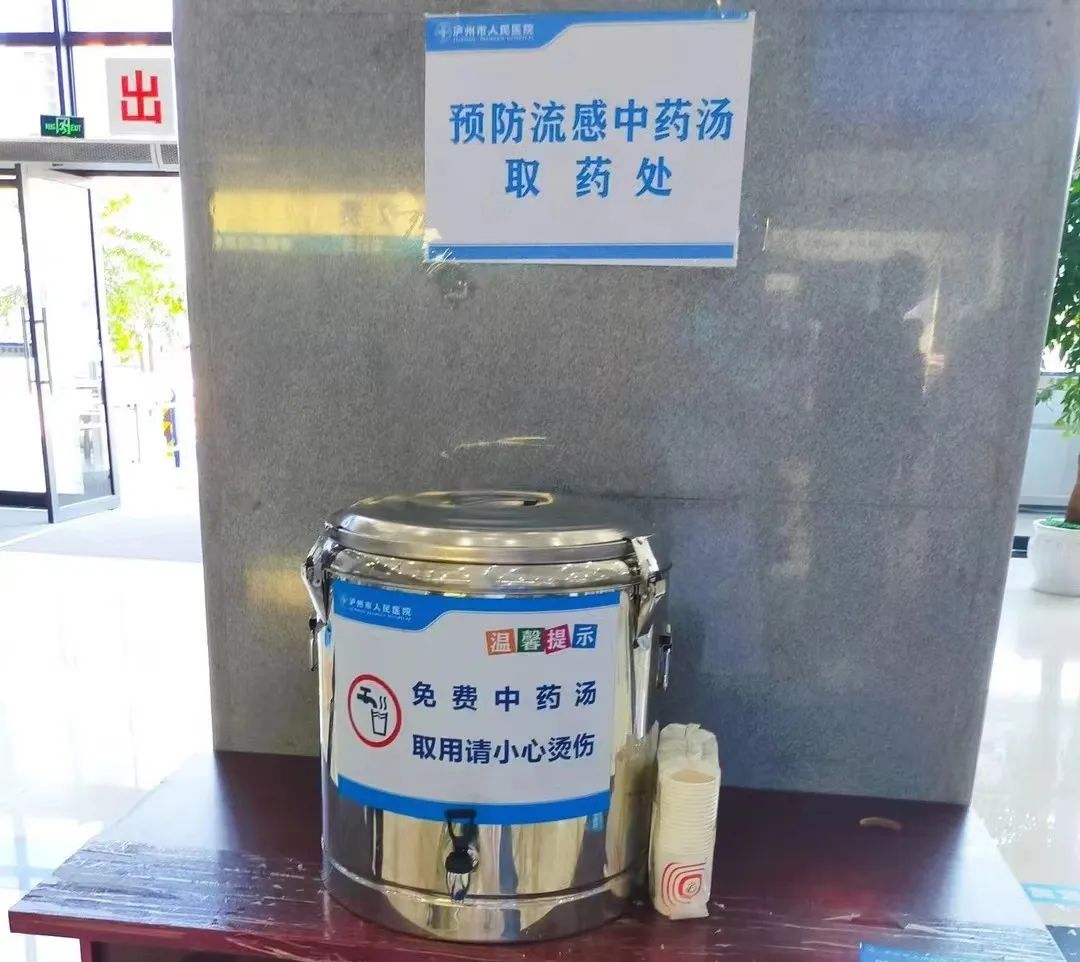 出
EXIT
泸州市人民医院
预防流感中药汤
取药处
泸州市人民医院
温馨提示
免费中药汤
取用请小心烫伤